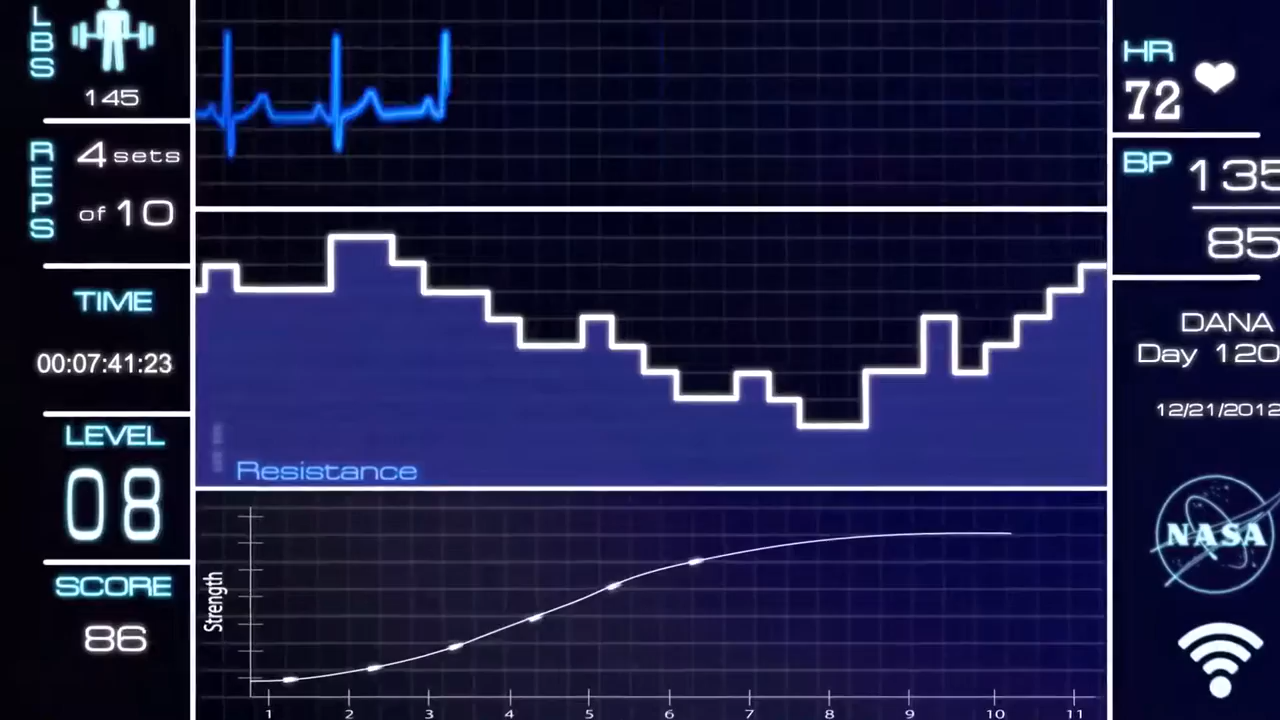 LBS
145
REPS
4 sets
of 10
TIME
00:07:41:23
LEVEL
08
SCORE
86
Resistance
Strength
1 2 3 4 5 6 7 8 9 10 11
HR
72
BP
135
85
DANA
Day 120
12/21/2012
NASA